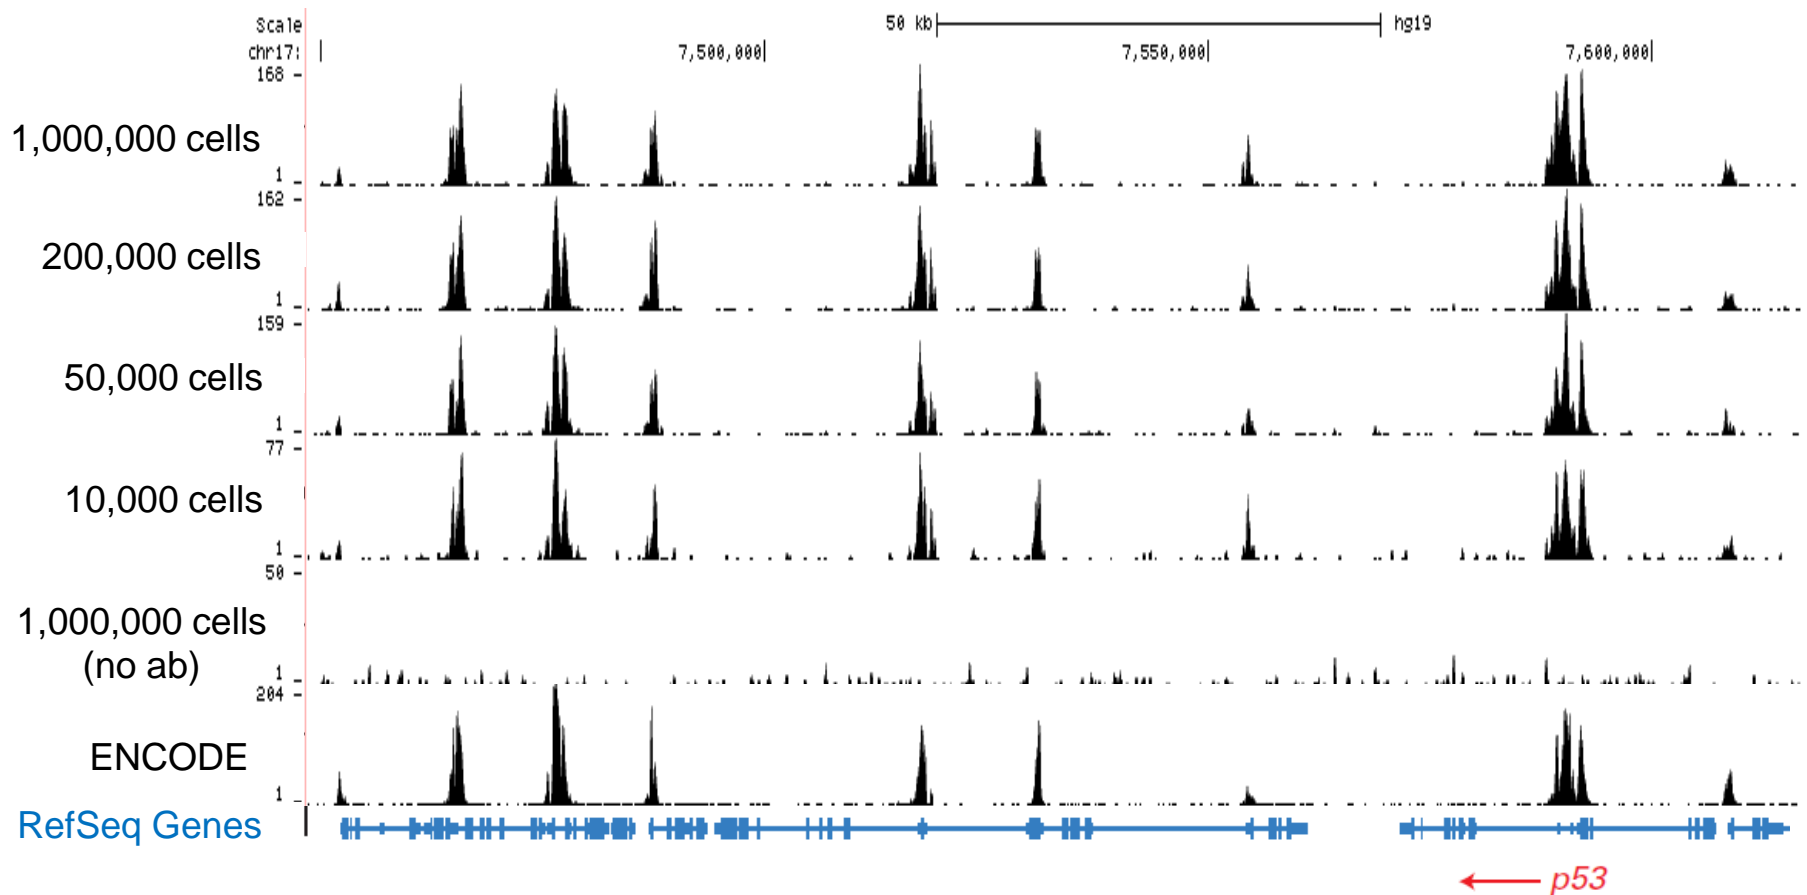 Scale 50 kb hg19
chr17: 7,500,000 7,550,000 7,600,000
168
1,000,000 cells
1
162
200,000 cells
1
159
50,000 cells
1
77
10,000 cells
1
50
1,000,000 cells
(no ab)
1
204
ENCODE
1
RefSeq Genes
p53